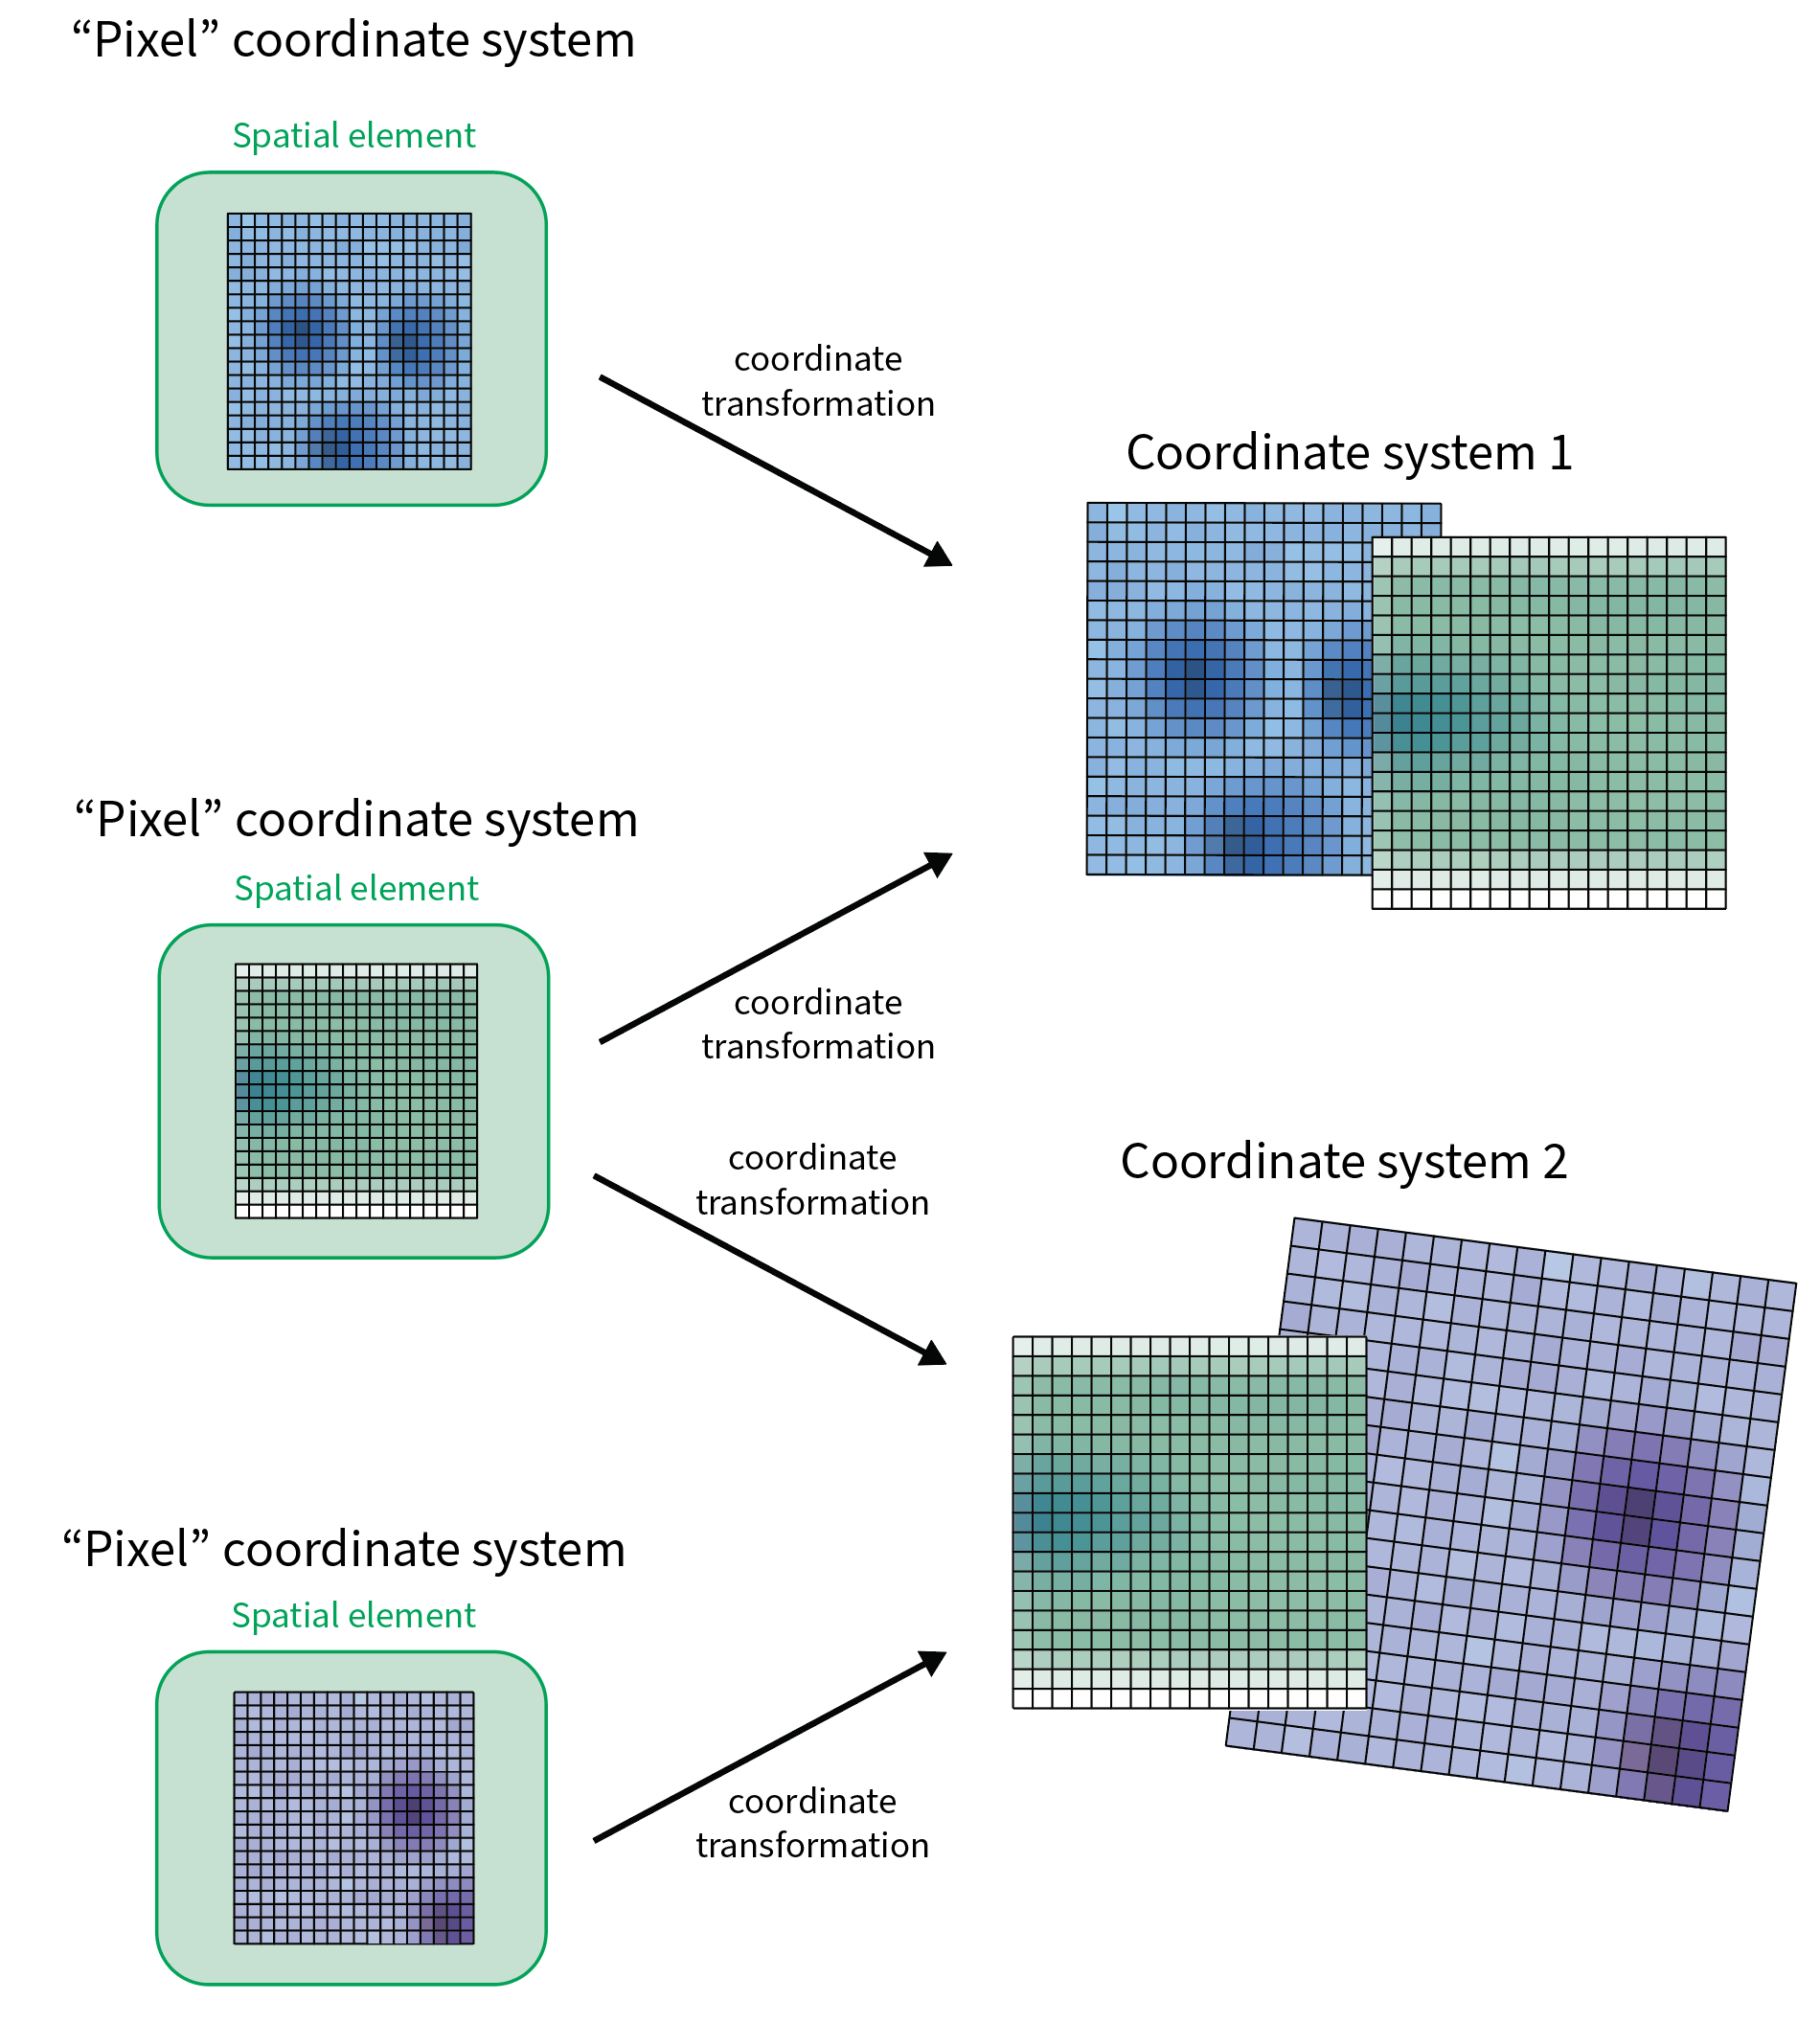 “Pixel” coordinate system
Spatial element
coordinate
transformation
Coordinate system 1
“Pixel” coordinate system
Spatial element
coordinate
transformation
coordinate
transformation
Coordinate system 2
“Pixel” coordinate system
Spatial element
coordinate
transformation